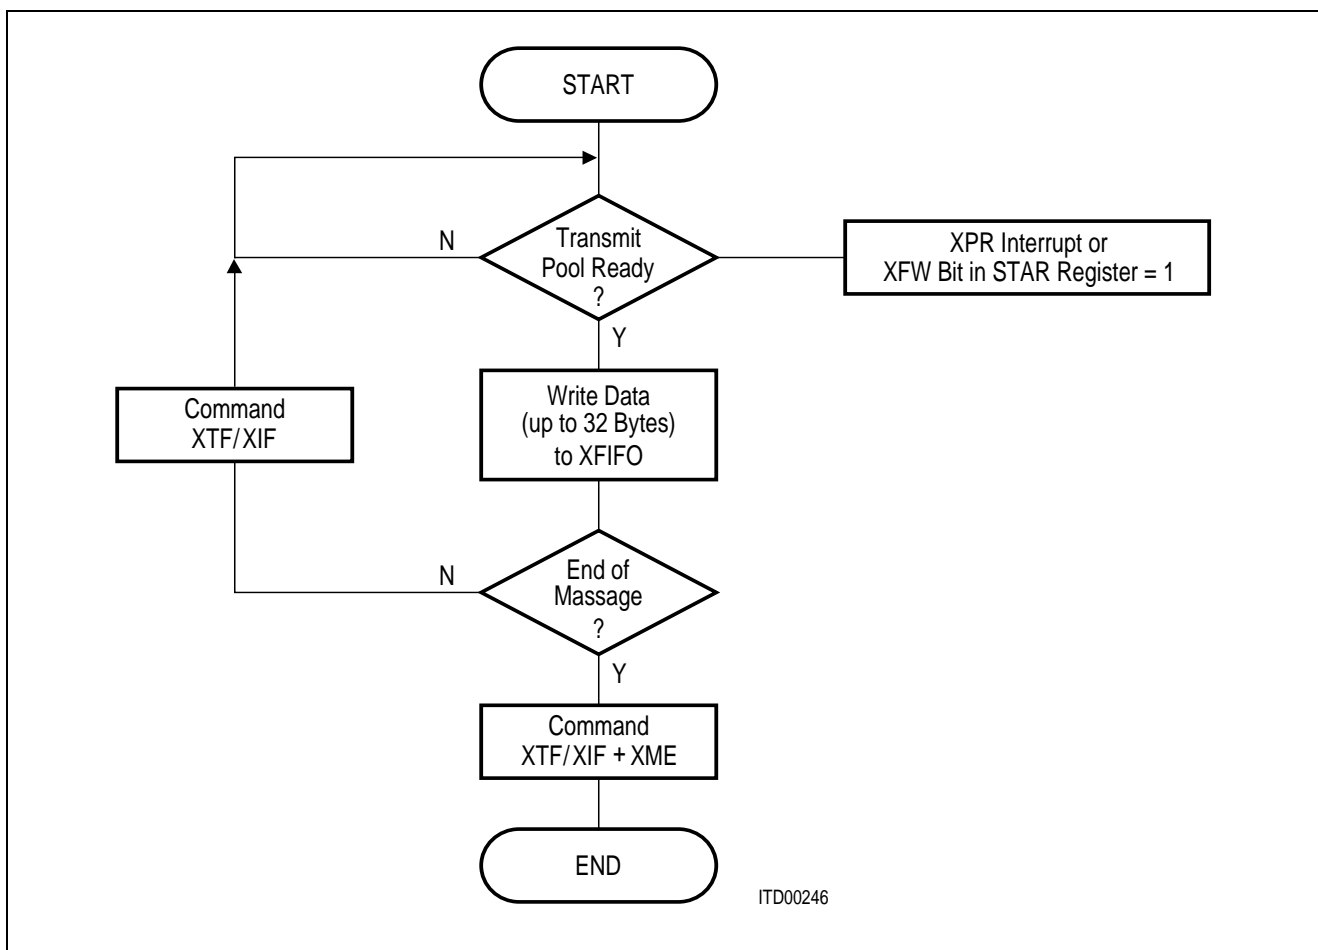 START
N
Transmit
Pool Ready
?
XPR Interrupt or
XFW Bit in STAR Register = 1
Y
Command
XTF/XIF
Write Data
(up to 32 Bytes)
to XFIFO
N
End of
Massage
?
Y
Command
XTF/XIF + XME
END
ITD00246